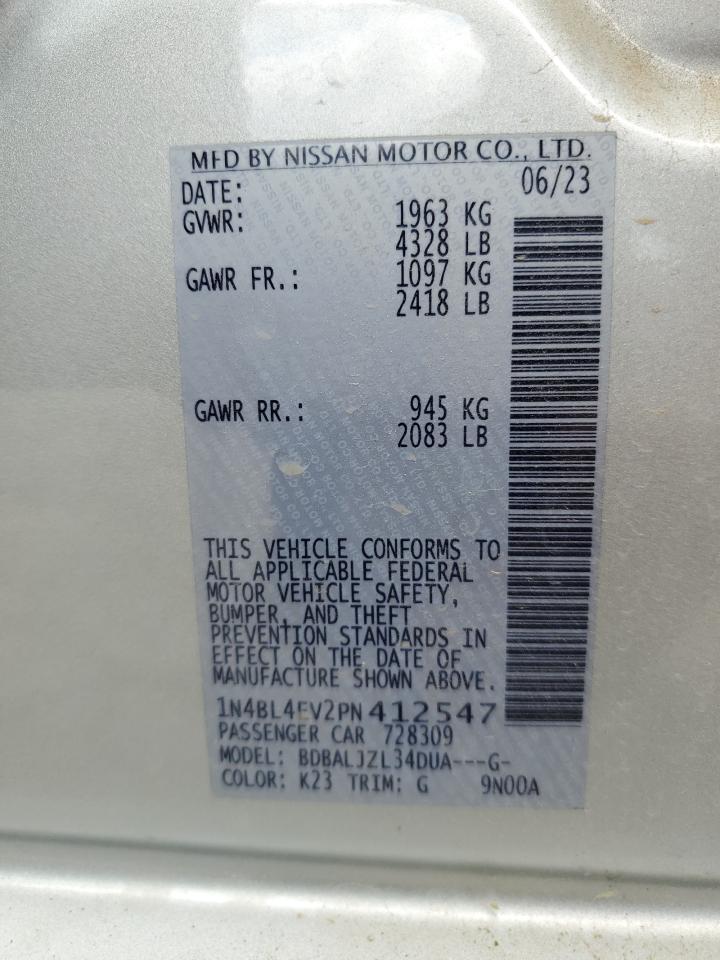 MFD BY NISSAN MOTOR CO., LTD.
DATE: 06/23
GVWR: 1963 KG
4328 LB
GAWR FR.: 1097 KG
2418 LB
GAWR RR.: 945 KG
2083 LB
THIS VEHICLE CONFORMS TO
ALL APPLICABLE FEDERAL
MOTOR VEHICLE SAFETY,
BUMPER, AND THEFT
PREVENTION STANDARDS IN
EFFECT ON THE DATE OF
MANUFACTURE SHOWN ABOVE.
1N4BL4EV2PN412547
PASSENGER CAR 728309
MODEL: BDBALJZL34DUA---G-
COLOR: K23 TRIM: G 9N00A